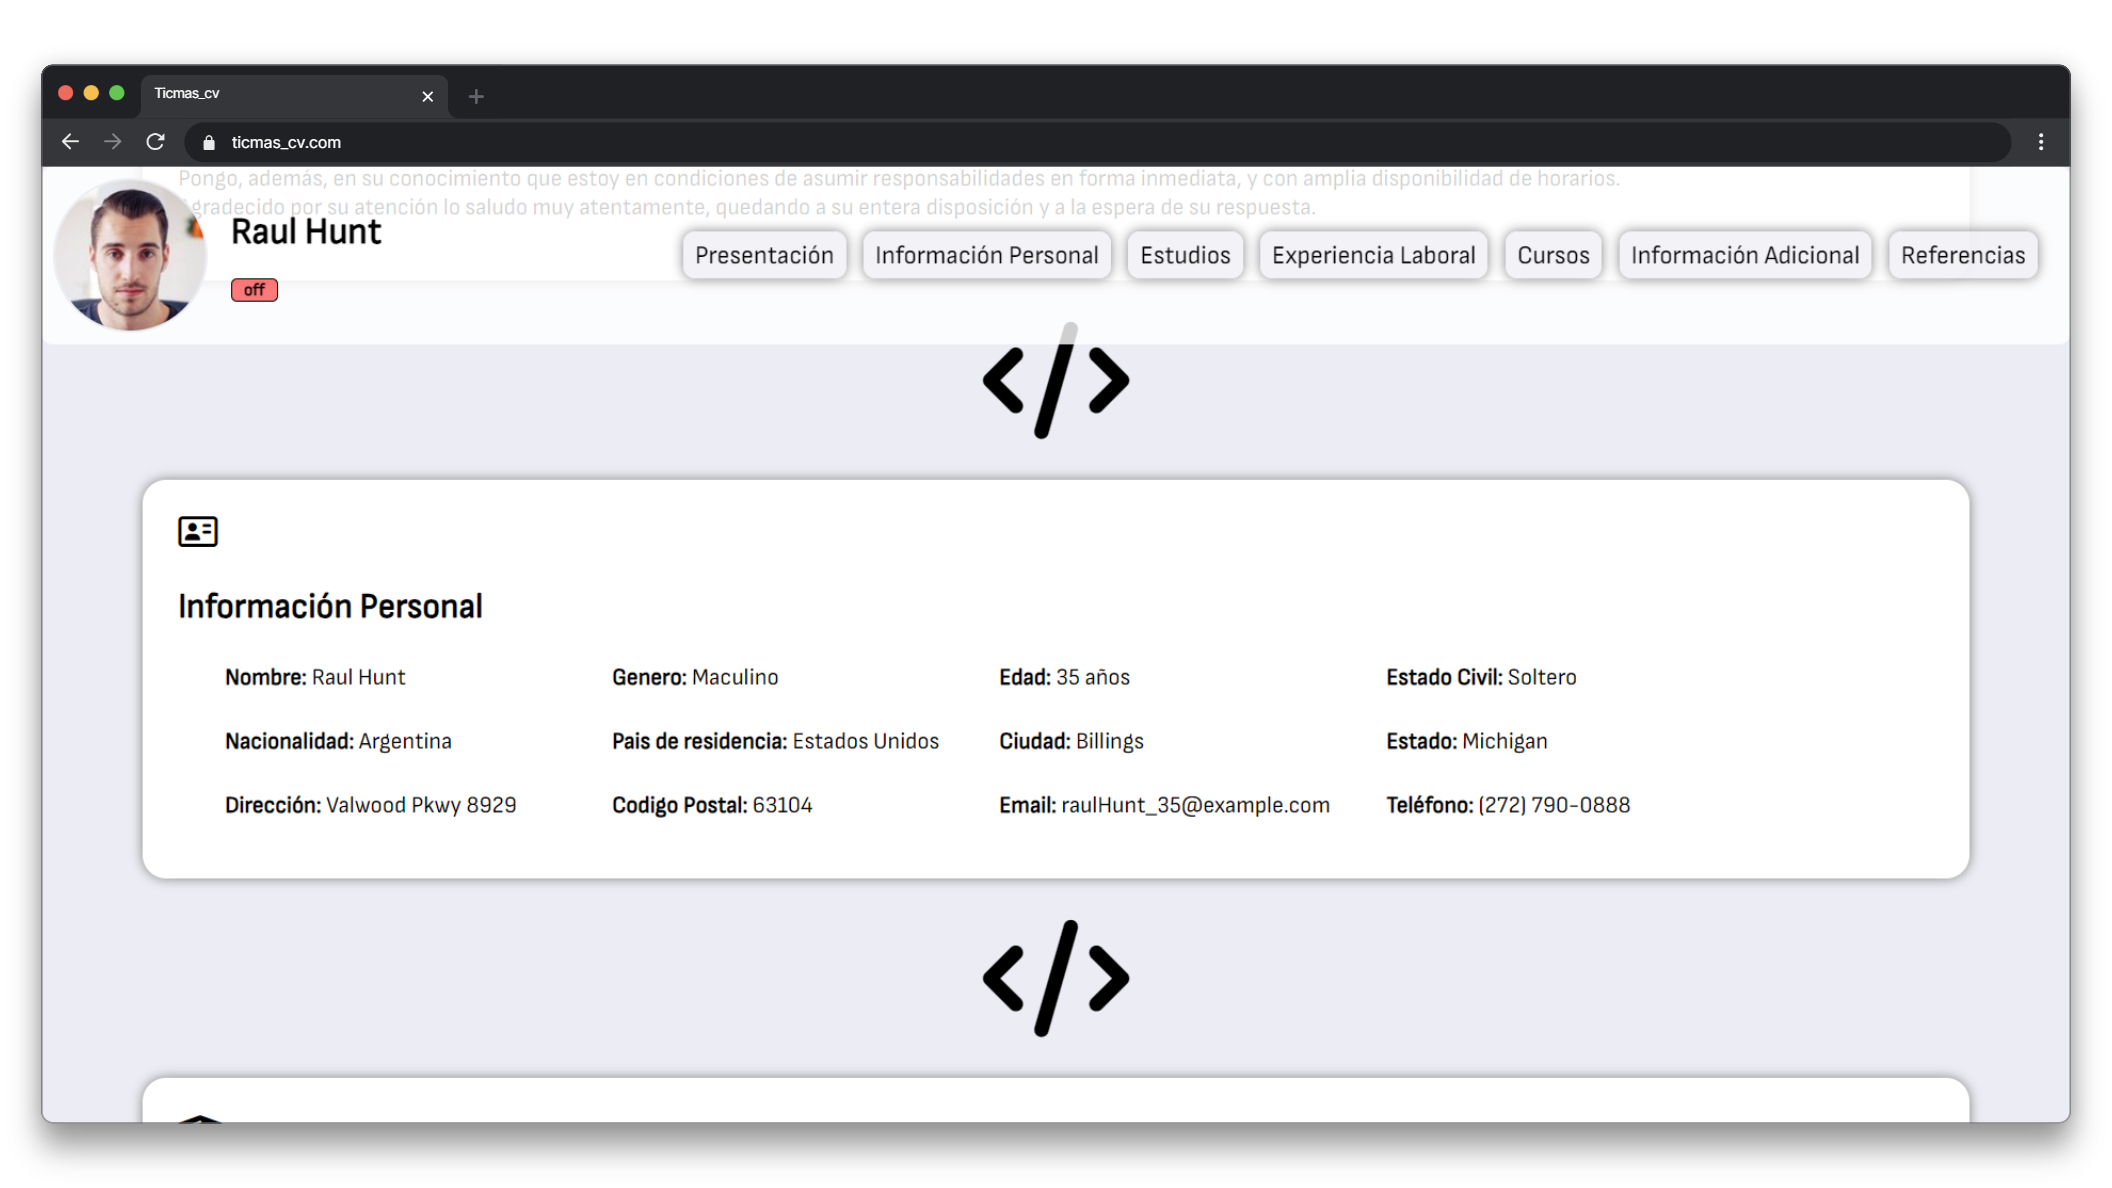 Ticmas_cv
ticmas_cv.com
Pongo, además, en su conocimiento que estoy en condiciones de asumir responsabilidades en forma inmediata, y con amplia disponibilidad de horarios.
gradecido por su atención lo saludo muy atentamente, quedando a su entera disposición y a la espera de su respuesta.
Raul Hunt
off
Presentación Información Personal Estudios Experiencia Laboral Cursos Información Adicional Referencias
</>
Información Personal
Nombre: Raul Hunt Genero: Maculino Edad: 35 años Estado Civil: Soltero
Nacionalidad: Argentina Pais de residencia: Estados Unidos Ciudad: Billings Estado: Michigan
Dirección: Valwood Pkwy 8929 Codigo Postal: 63104 Email: raulHunt_35@example.com Teléfono: (272) 790-0888
</>